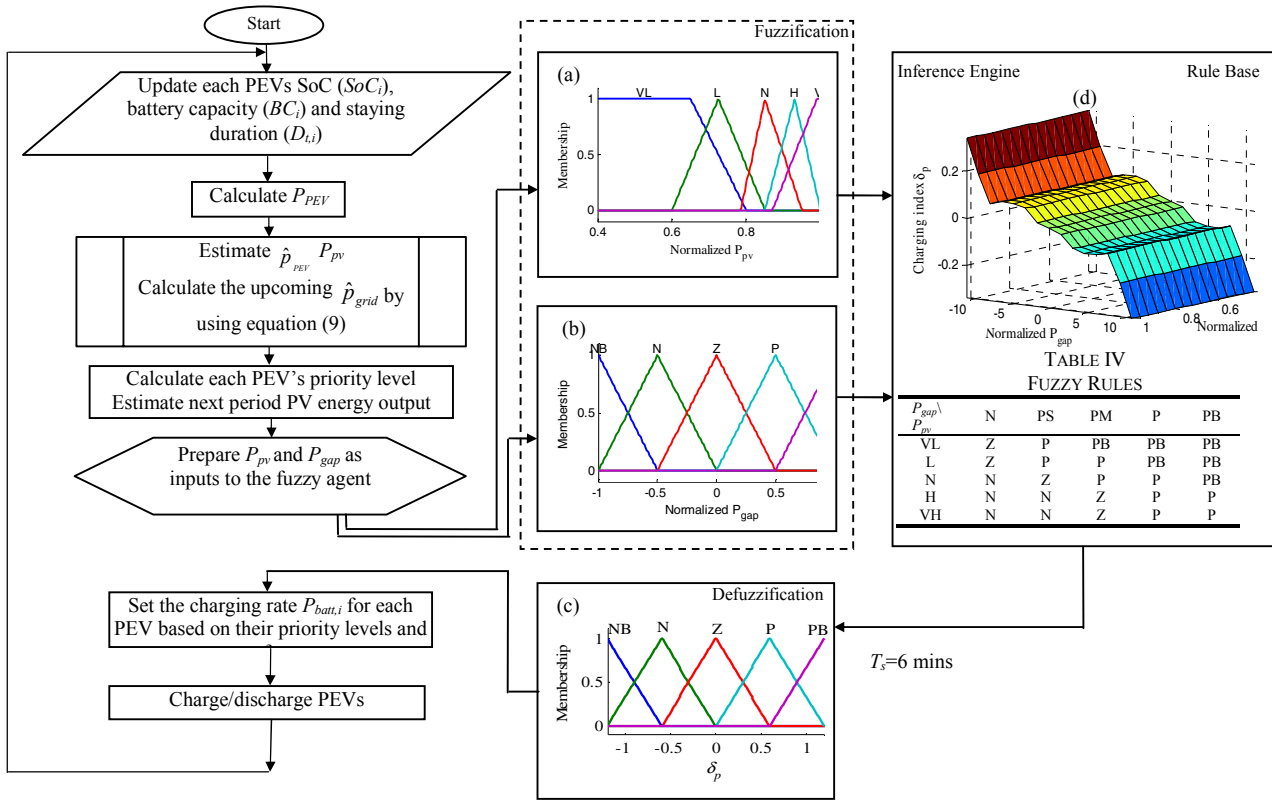 Start
Update each PEVs SoC (SoCi),
battery capacity (BCi) and staying
duration (Dt,i)
Calculate PPEV
Estimate p̂PEV Ppv
Calculate the upcoming p̂grid by
using equation (9)
Calculate each PEV's priority level
Estimate next period PV energy output
Prepare Ppv and Pgap as
inputs to the fuzzy agent
Set the charging rate Pbatt,i for each
PEV based on their priority levels and
Charge/discharge PEVs
Fuzzification
(a)
VL L N H V
1
0.5
0
Membership
0.4 0.6 0.8
Normalized Ppv
(b)
NB N Z P
1
0.5
0
Membership
-1 -0.5 0 0.5
Normalized Pgap
Inference Engine Rule Base
(d)
0.2
0
-0.2
Charging index δp
-10 -5 0 5 10
Normalized Pgap
1 0.8 0.6
Normalized
TABLE IV
FUZZY RULES
Pgap\ N PS PM P PB
Ppv
VL Z P PB PB PB
L Z P P PB PB
N N Z P P PB
H N N Z P P
VH N N Z P P
Defuzzification
(c)
NB N Z P PB
1
0.5
0
Membership
-1 -0.5 0 0.5 1
δp
Ts=6 mins